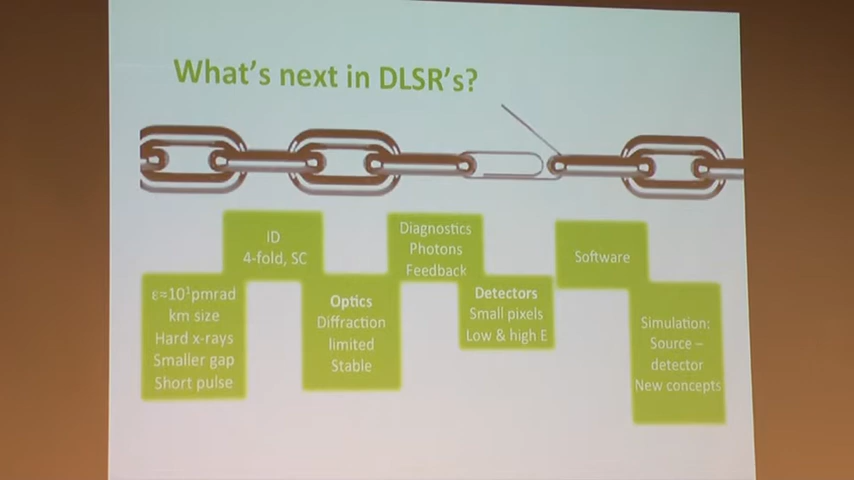 What's next in DLSR's?
ε≈10¹pmrad
km size
Hard x-rays
Smaller gap
Short pulse
ID
4-fold, SC
Optics
Diffraction
limited
Stable
Diagnostics
Photons
Feedback
Detectors
Small pixels
Low & high E
Software
Simulation:
Source –
detector
New concepts